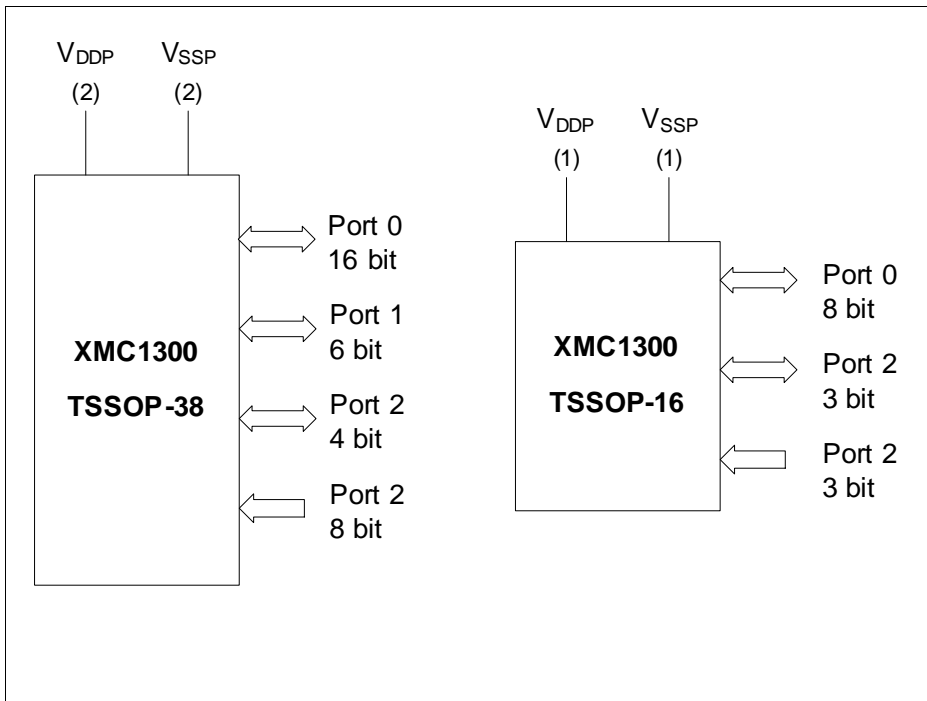 VDDP VSSP
(2) (2)
XMC1300
TSSOP-38
Port 0
16 bit
Port 1
6 bit
Port 2
4 bit
Port 2
8 bit
VDDP VSSP
(1) (1)
XMC1300
TSSOP-16
Port 0
8 bit
Port 2
3 bit
Port 2
3 bit